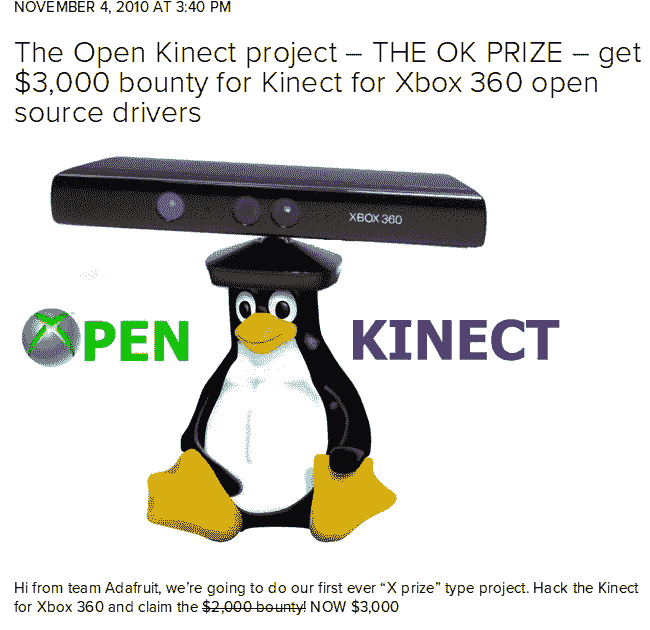 NOVEMBER 4, 2010 AT 3:40 PM
The Open Kinect project – THE OK PRIZE – get
$3,000 bounty for Kinect for Xbox 360 open
source drivers
XBOX 360
PEN KINECT
Hi from team Adafruit, we’re going to do our first ever “X prize” type project. Hack the Kinect
for Xbox 360 and claim the $2,000 bounty! NOW $3,000